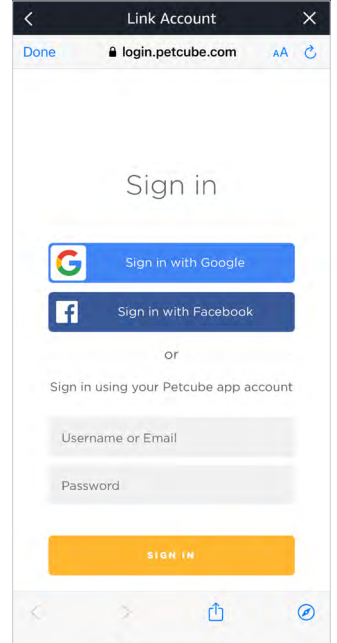 Link Account
Done login.petcube.com AA
Sign in
Sign in with Google
Sign in with Facebook
or
Sign in using your Petcube app account
Username or Email
Password
SIGN IN